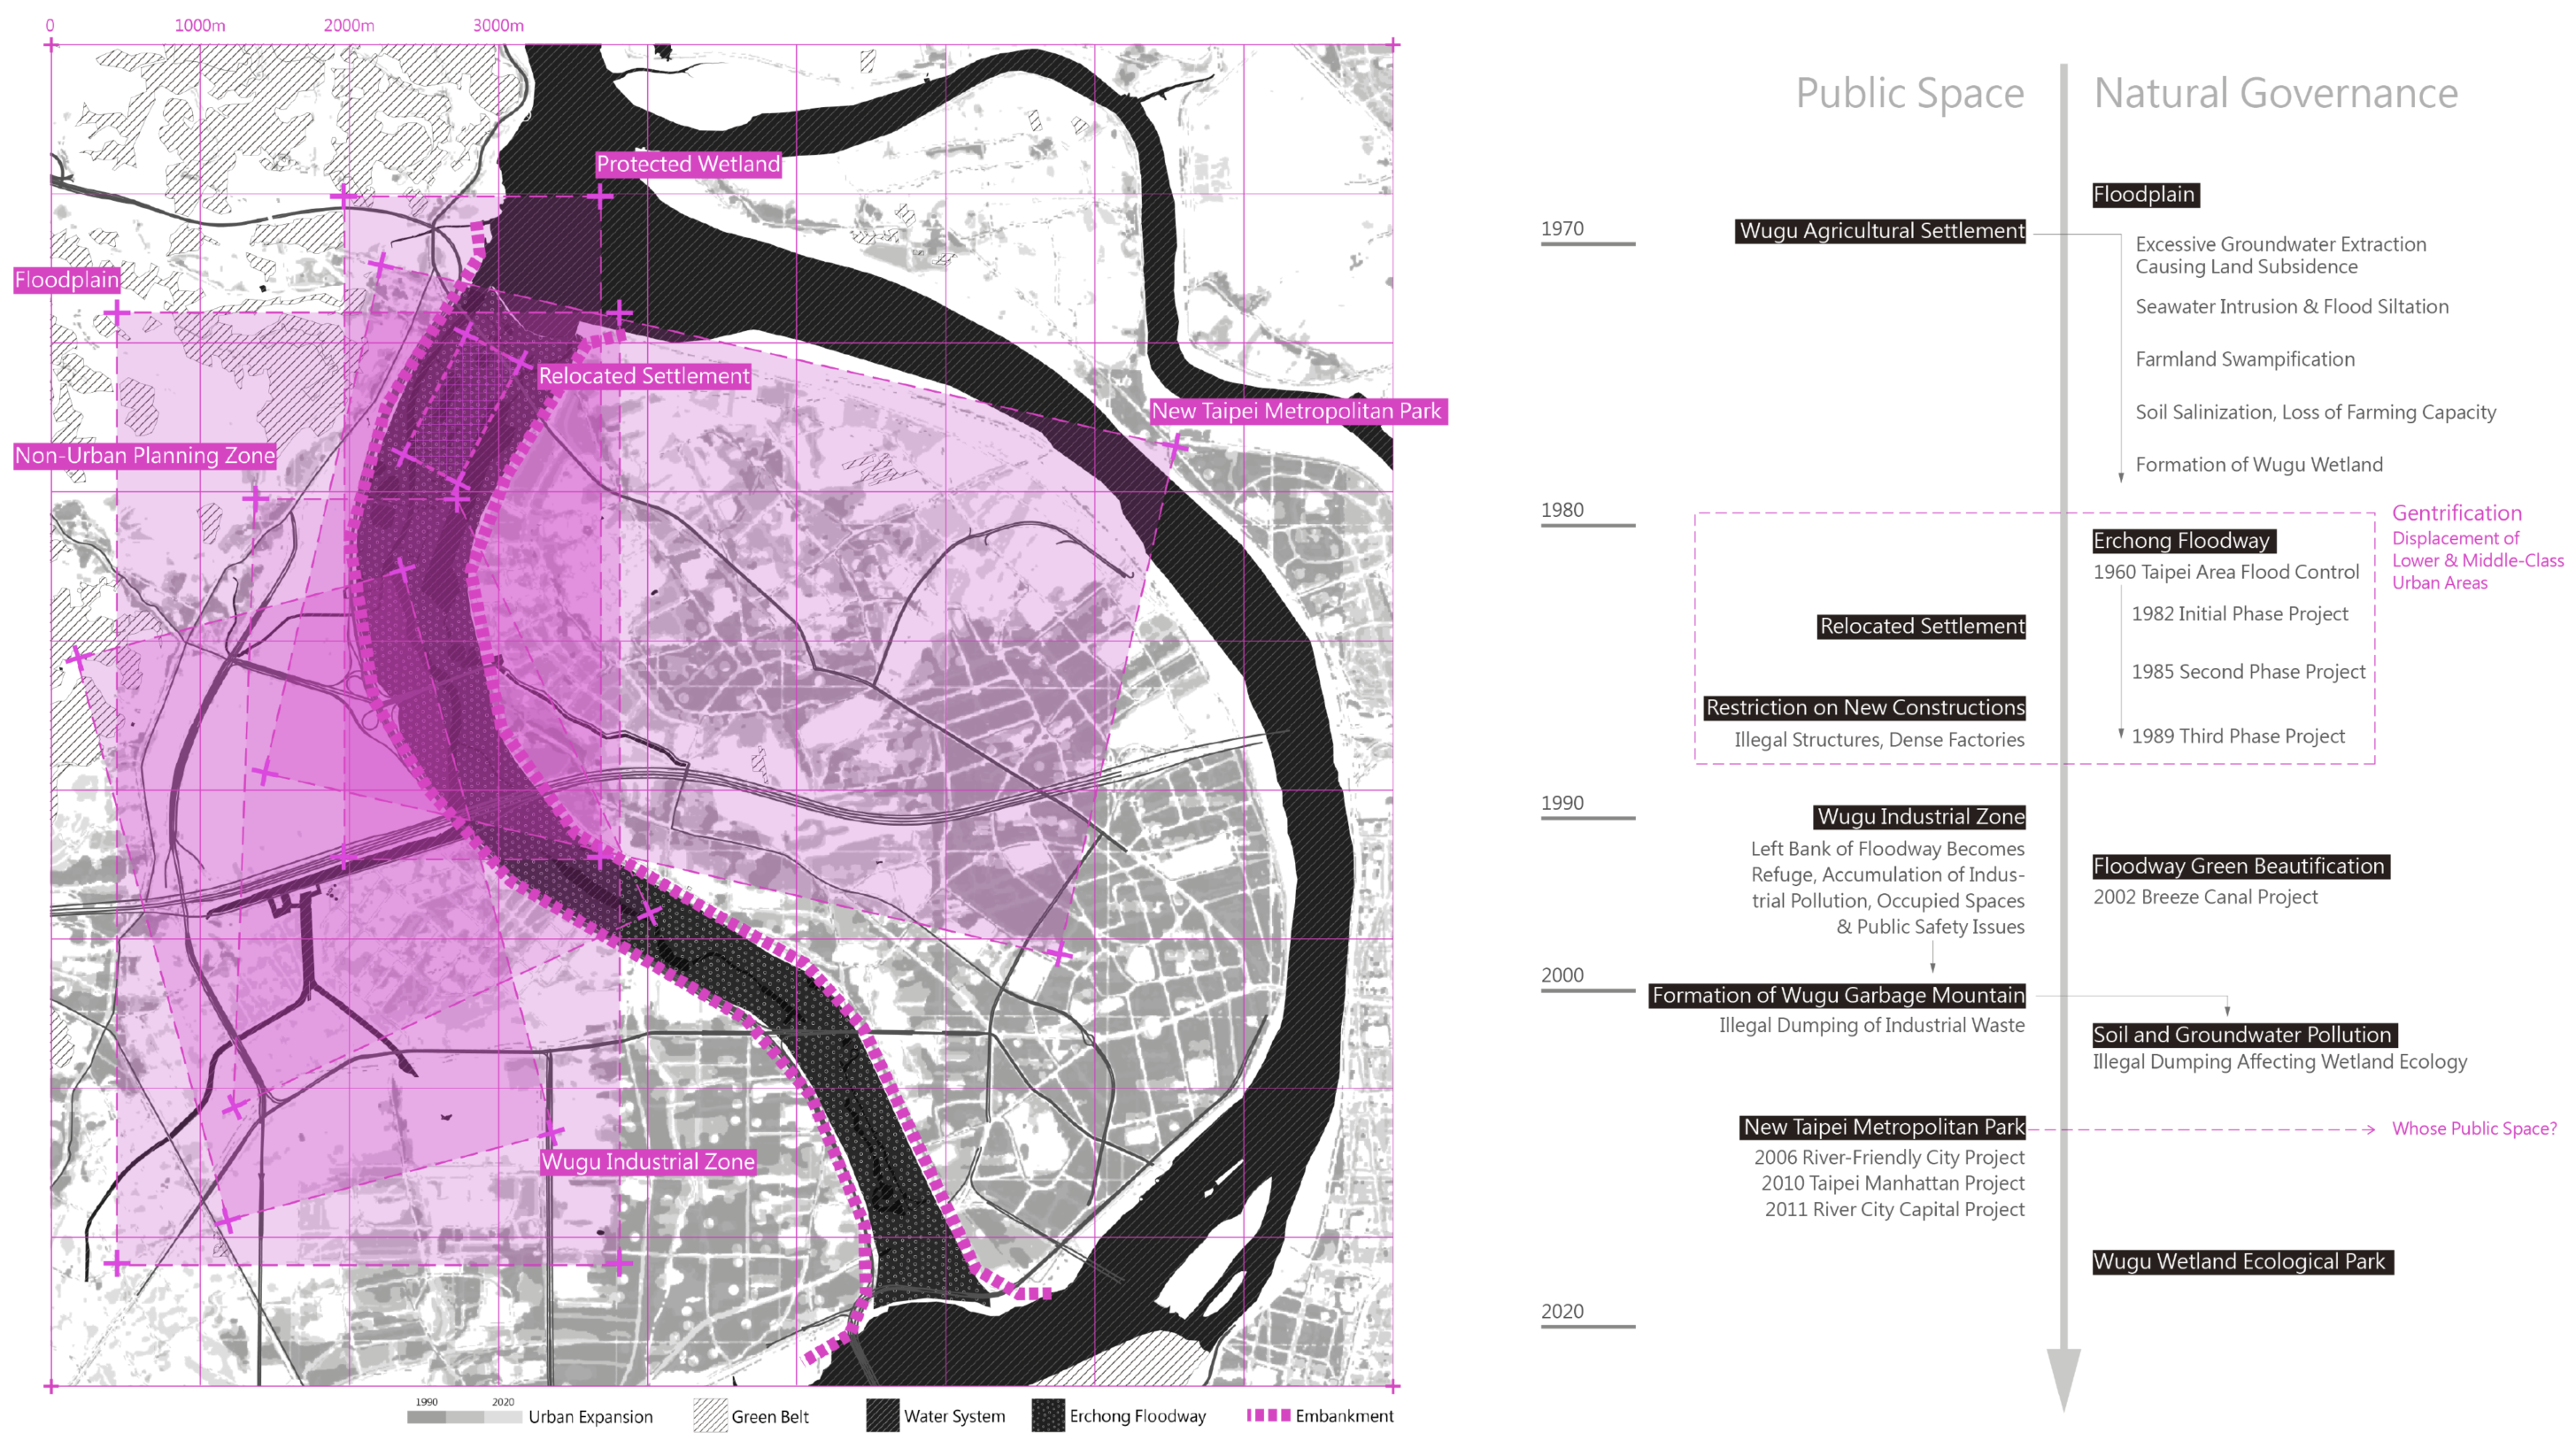 0
1000m
2000m
3000m
Protected Wetland
Floodplain
Relocated Settlement
New Taipei Metropolitan Park
Non-Urban Planning Zone
Wugu Industrial Zone
1990
2020
Urban Expansion
Green Belt
Water System
Erchong Floodway
Embankment
Public Space
Natural Governance
Floodplain
1970
Wugu Agricultural Settlement
Excessive Groundwater Extraction
Causing Land Subsidence
Seawater Intrusion & Flood Siltation
Farmland Swampification
Soil Salinization, Loss of Farming Capacity
Formation of Wugu Wetland
1980
Gentrification
Displacement of
Lower & Middle-Class
Urban Areas
Erchong Floodway
1960 Taipei Area Flood Control
1982 Initial Phase Project
Relocated Settlement
1985 Second Phase Project
Restriction on New Constructions
Illegal Structures, Dense Factories
1989 Third Phase Project
1990
Wugu Industrial Zone
Left Bank of Floodway Becomes
Refuge, Accumulation of Indus-
trial Pollution, Occupied Spaces
& Public Safety Issues
Floodway Green Beautification
2002 Breeze Canal Project
2000
Formation of Wugu Garbage Mountain
Illegal Dumping of Industrial Waste
Soil and Groundwater Pollution
Illegal Dumping Affecting Wetland Ecology
New Taipei Metropolitan Park
Whose Public Space?
2006 River-Friendly City Project
2010 Taipei Manhattan Project
2011 River City Capital Project
Wugu Wetland Ecological Park
2020